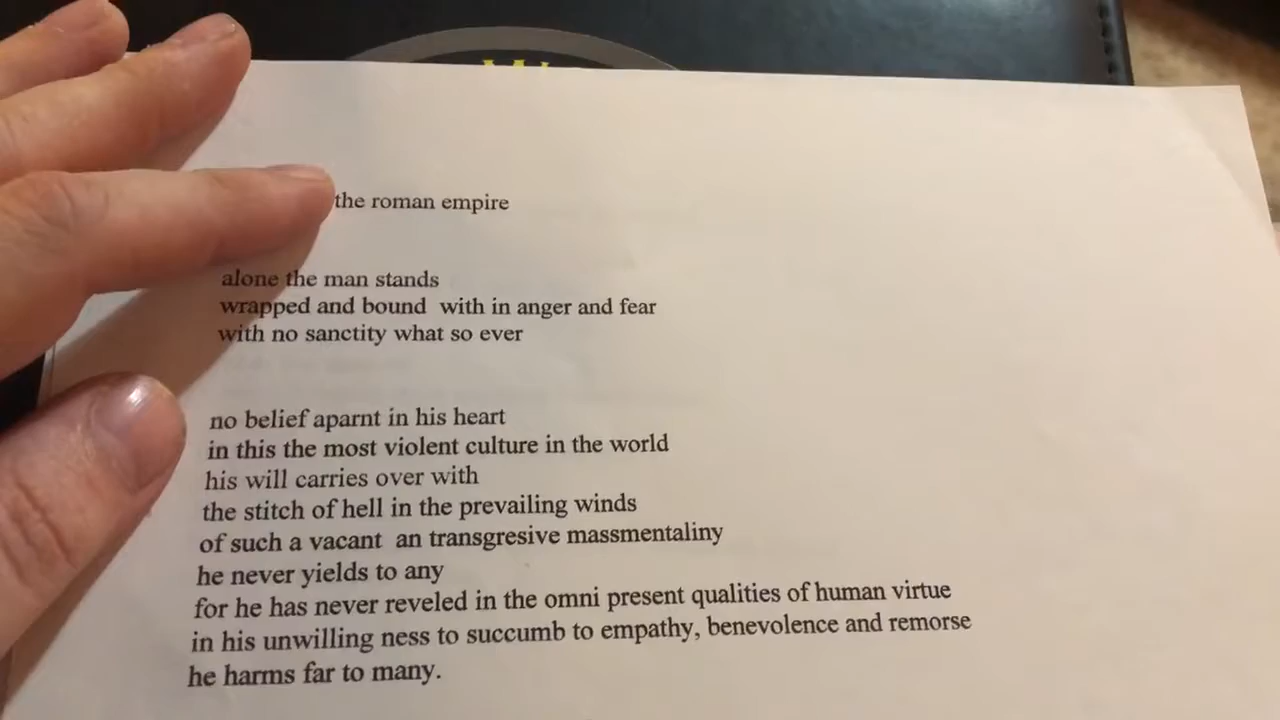 the roman empire
alone the man stands
wrapped and bound with in anger and fear
with no sanctity what so ever
no belief aparnt in his heart
in this the most violent culture in the world
his will carries over with
the stitch of hell in the prevailing winds
of such a vacant an transgresive massmentaliny
he never yields to any
for he has never reveled in the omni present qualities of human virtue
in his unwilling ness to succumb to empathy, benevolence and remorse
he harms far to many.